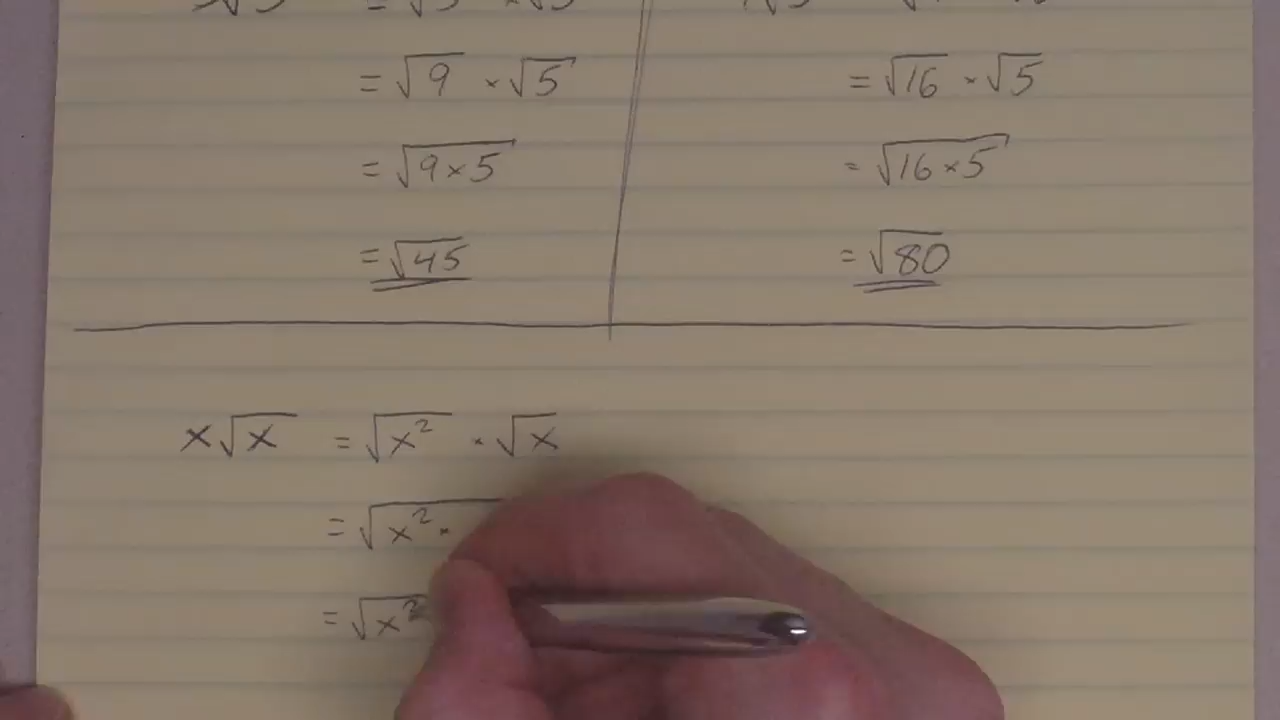 = √9 × √5
= √(9×5)
= √45
= √16 × √5
= √(16×5)
= √80
x√x = √x² · √x
= √x² ·
= √x²